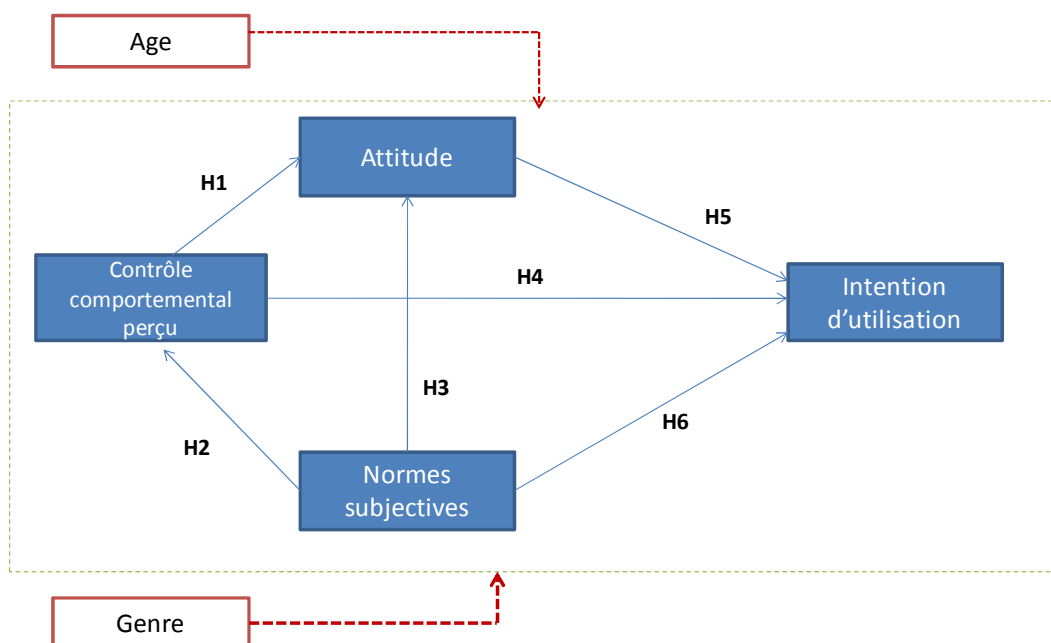 Age
Attitude
H1
H5
Contrôle
comportemental
perçu
H4
Intention
d’utilisation
H3
H2
H6
Normes
subjectives
Genre